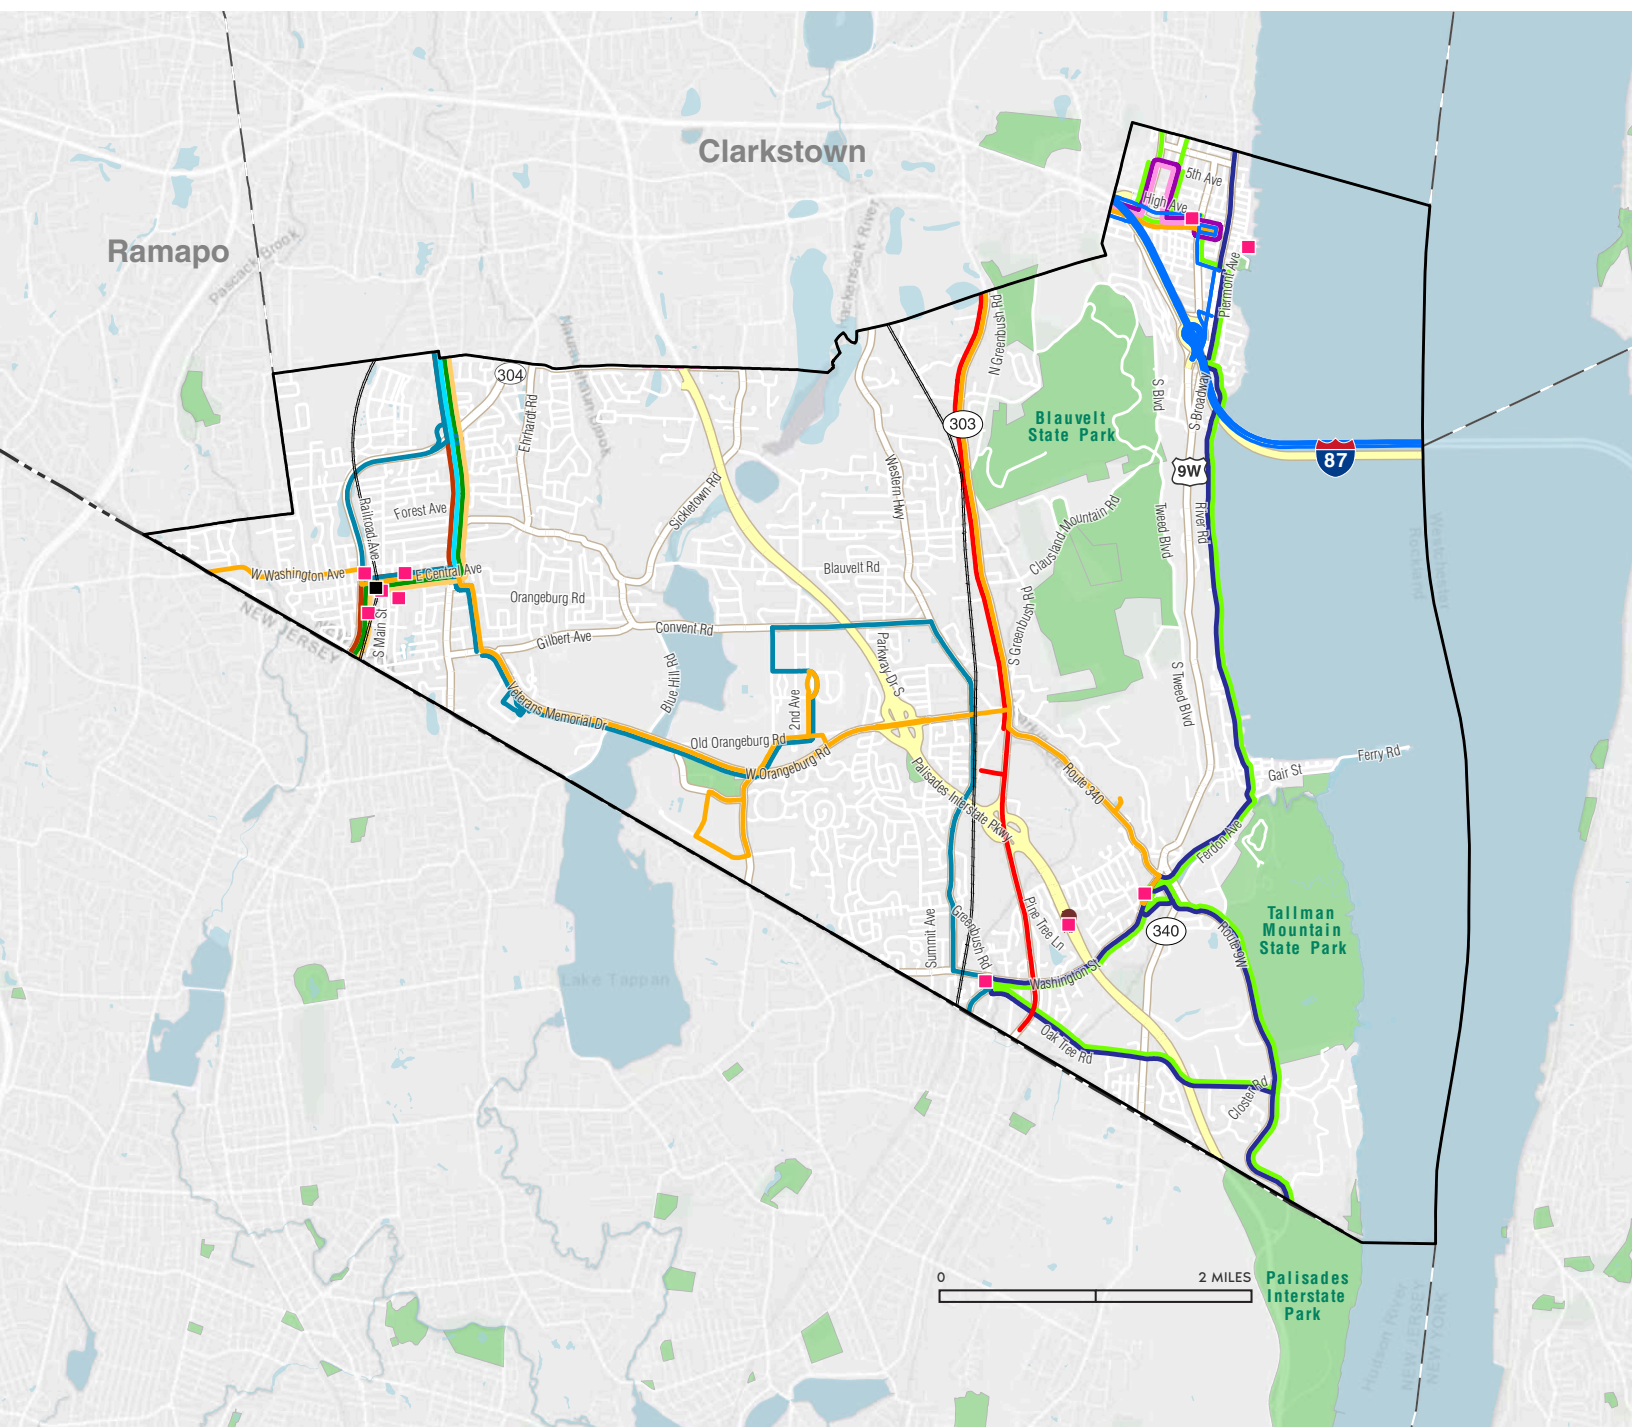 Clarkstown
Ramapo
Pascack Brook
Hackensack River
5th Ave
High Ave
Piermont Ave
N Greenbush Rd
304
Ehrhardt Rd
303
Blauvelt
State Park
S Blvd
S Broadway
9W
87
Western Hwy
Sickletown Rd
Forest Ave
Railroad Ave
Clausland Mountain Rd
Tweed Blvd
River Rd
Rockland
Westchester
W Washington Ave
E Central Ave
Blauvelt Rd
Orangeburg Rd
NEW JERSEY
S Main St
Gilbert Ave
Convent Rd
S Greenbush Rd
Blue Hill Rd
Parkway Dr S
S Tweed Blvd
2nd Ave
Veterans Memorial Dr
Old Orangeburg Rd
W Orangeburg Rd
Palisades Interstate Pkwy
Route 340
Gair St
Ferry Rd
Ferdon Ave
Summit Ave
Greenbush Rd
Pine Tree Ln
340
Route 9W
Tallman
Mountain
State Park
Lake Tappan
Washington St
Oak Tree Rd
Closter Rd
0
2 MILES
Palisades
Interstate
Park
Hudson River
NEW JERSEY
NEW YORK